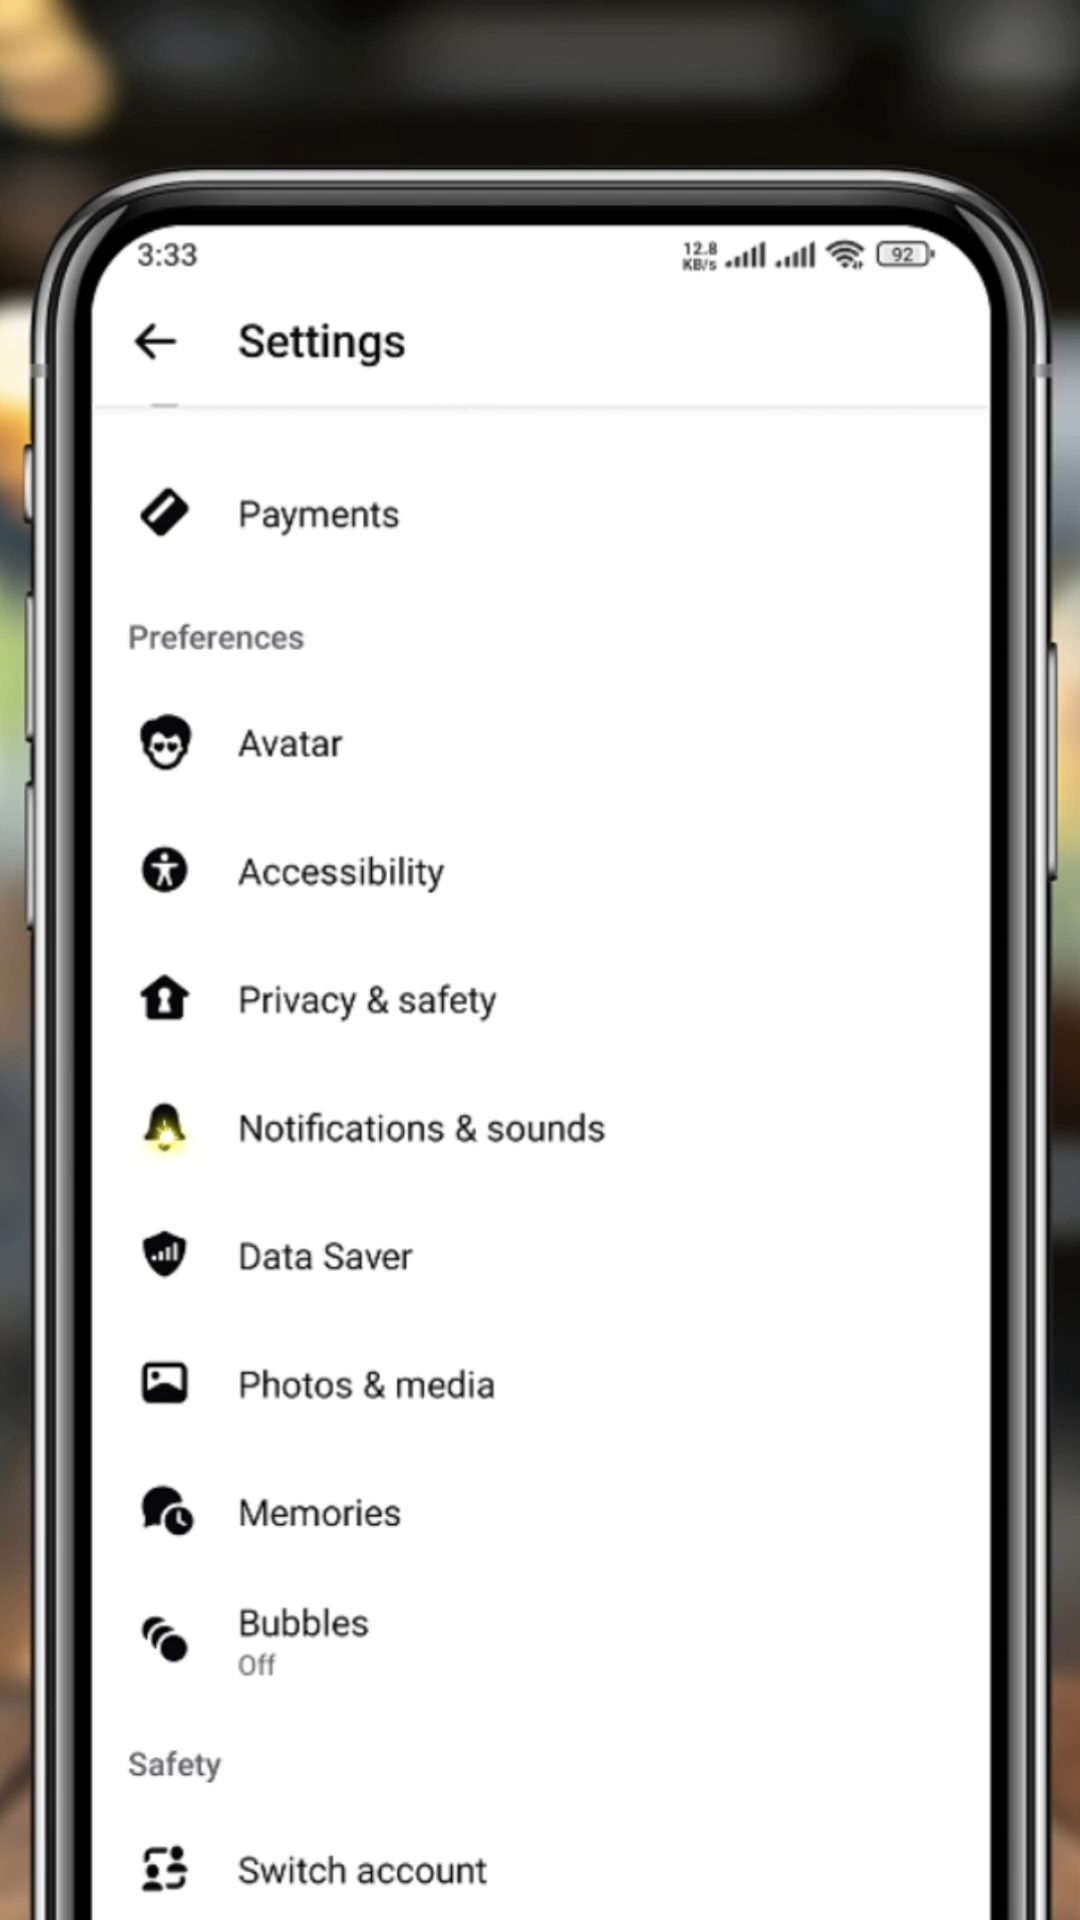 3:33
12.8
KB/s
92
Settings
Payments
Preferences
Avatar
Accessibility
Privacy & safety
Notifications & sounds
Data Saver
Photos & media
Memories
Bubbles
Off
Safety
Switch account